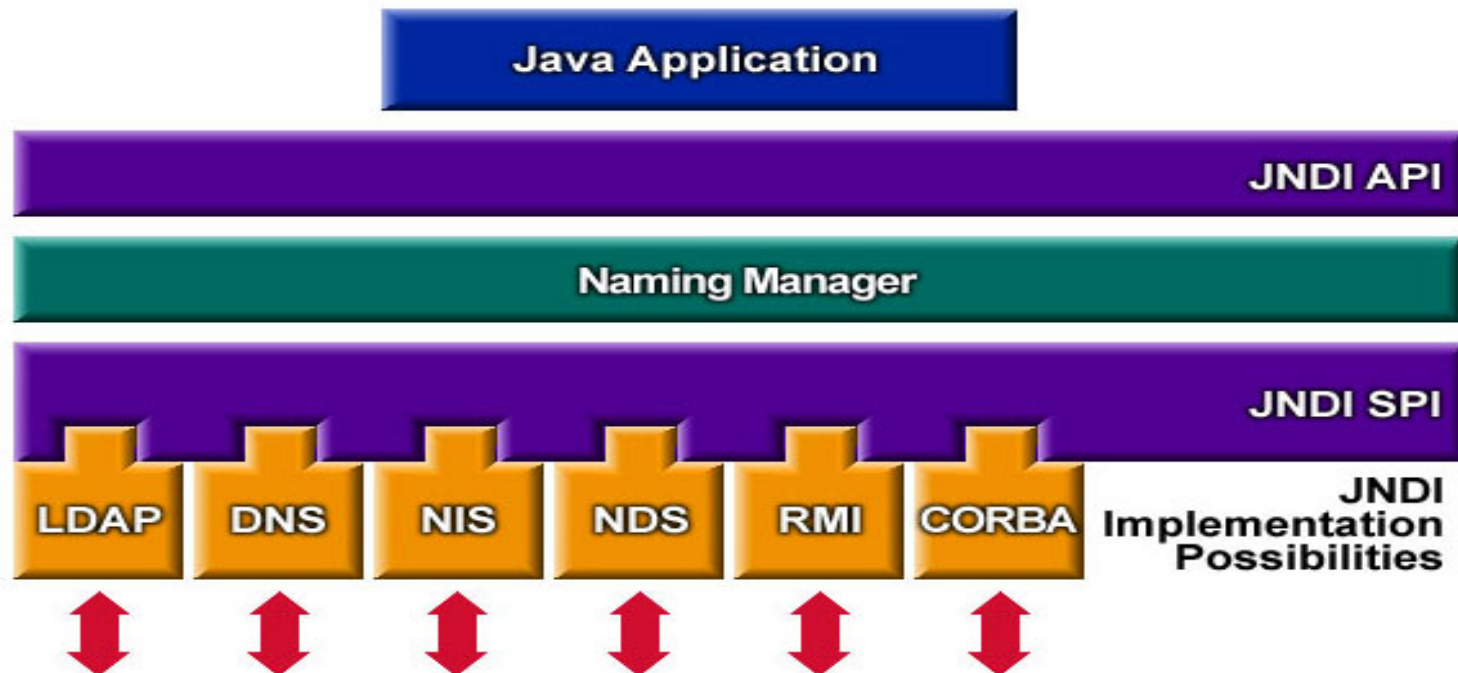 Java Application
JNDI API
Naming Manager
JNDI SPI
LDAP
DNS
NIS
NDS
RMI
CORBA
JNDI
Implementation
Possibilities